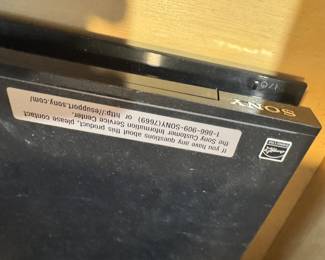 SONY
If you have any questions about this product, please contact
the Sony Customer Information Service Center.
1-866-909-SONY(7669) or http://esupport.sony.com/